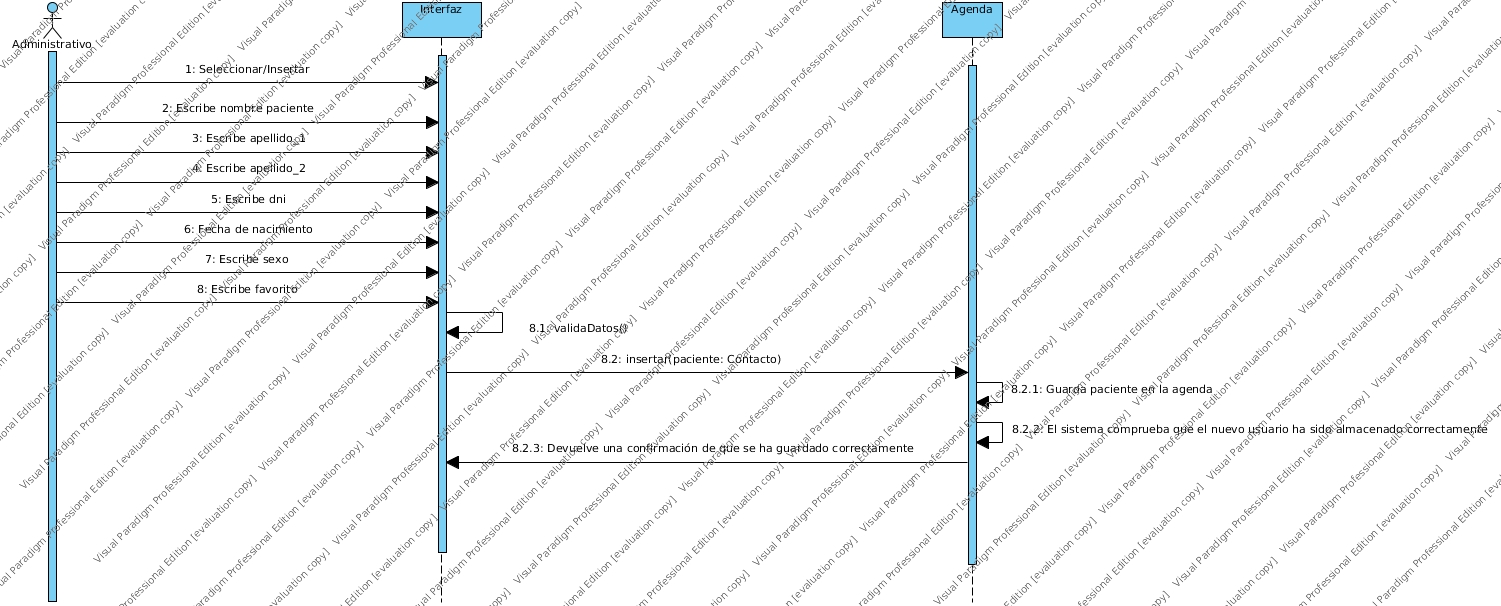 Interfaz
Agenda
Administrativo
1: Seleccionar/Insertar
2: Escribe nombre paciente
3: Escribe apellido_1
4: Escribe apellido_2
5: Escribe dni
6: Fecha de nacimiento
7: Escribe sexo
8: Escribe favorito
8.1: validaDatos()
8.2: insertar(paciente: Contacto)
8.2.1: Guarda paciente en la agenda
8.2.2: El sistema comprueba que el nuevo usuario ha sido almacenado correctamente
8.2.3: Devuelve una confirmación de que se ha guardado correctamente
Visual Paradigm Professional Edition [evaluation copy]